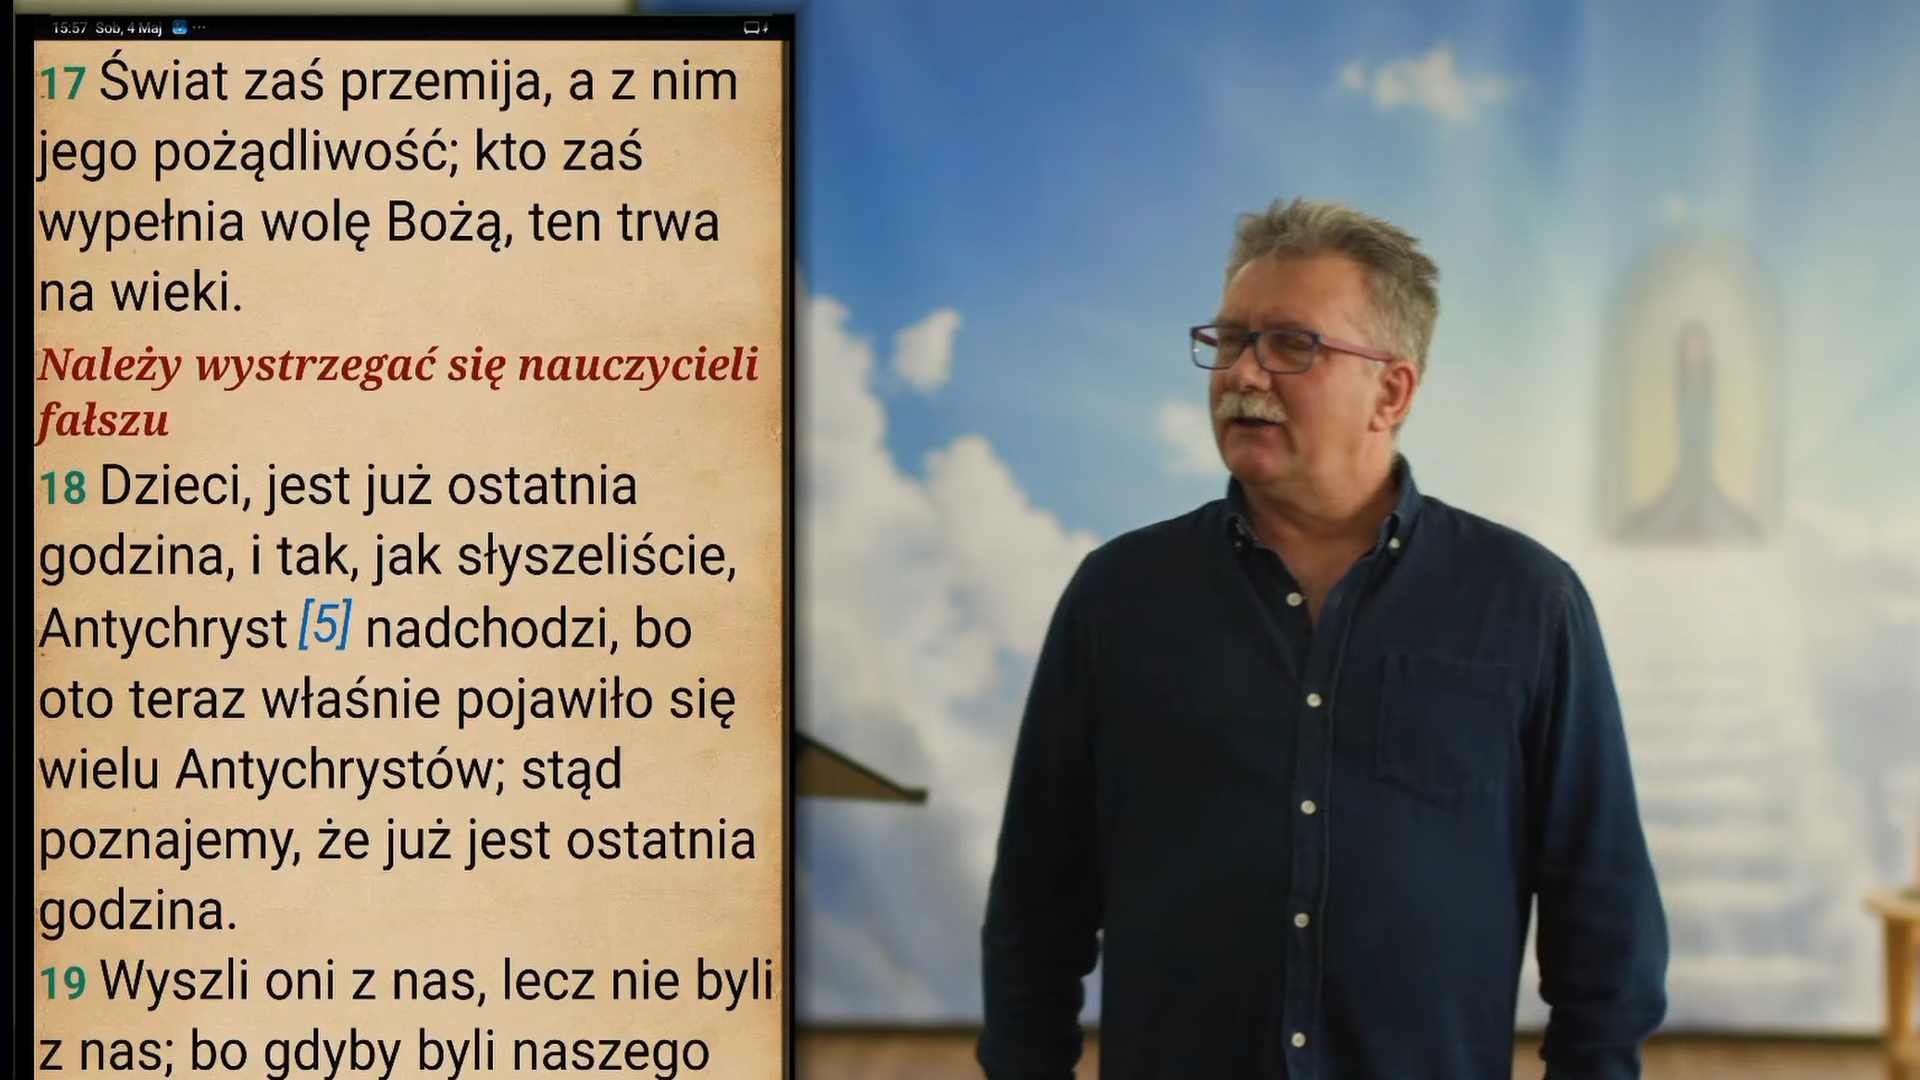 15:57 Sob, 4 Maj ...
17 Świat zaś przemija, a z nim
jego pożądliwość; kto zaś
wypełnia wolę Bożą, ten trwa
na wieki.
Należy wystrzegać się nauczycieli
fałszu
18 Dzieci, jest już ostatnia
godzina, i tak, jak słyszeliście,
Antychryst [5] nadchodzi, bo
oto teraz właśnie pojawiło się
wielu Antychrystów; stąd
poznajemy, że już jest ostatnia
godzina.
19 Wyszli oni z nas, lecz nie byli
z nas; bo gdyby byli naszego